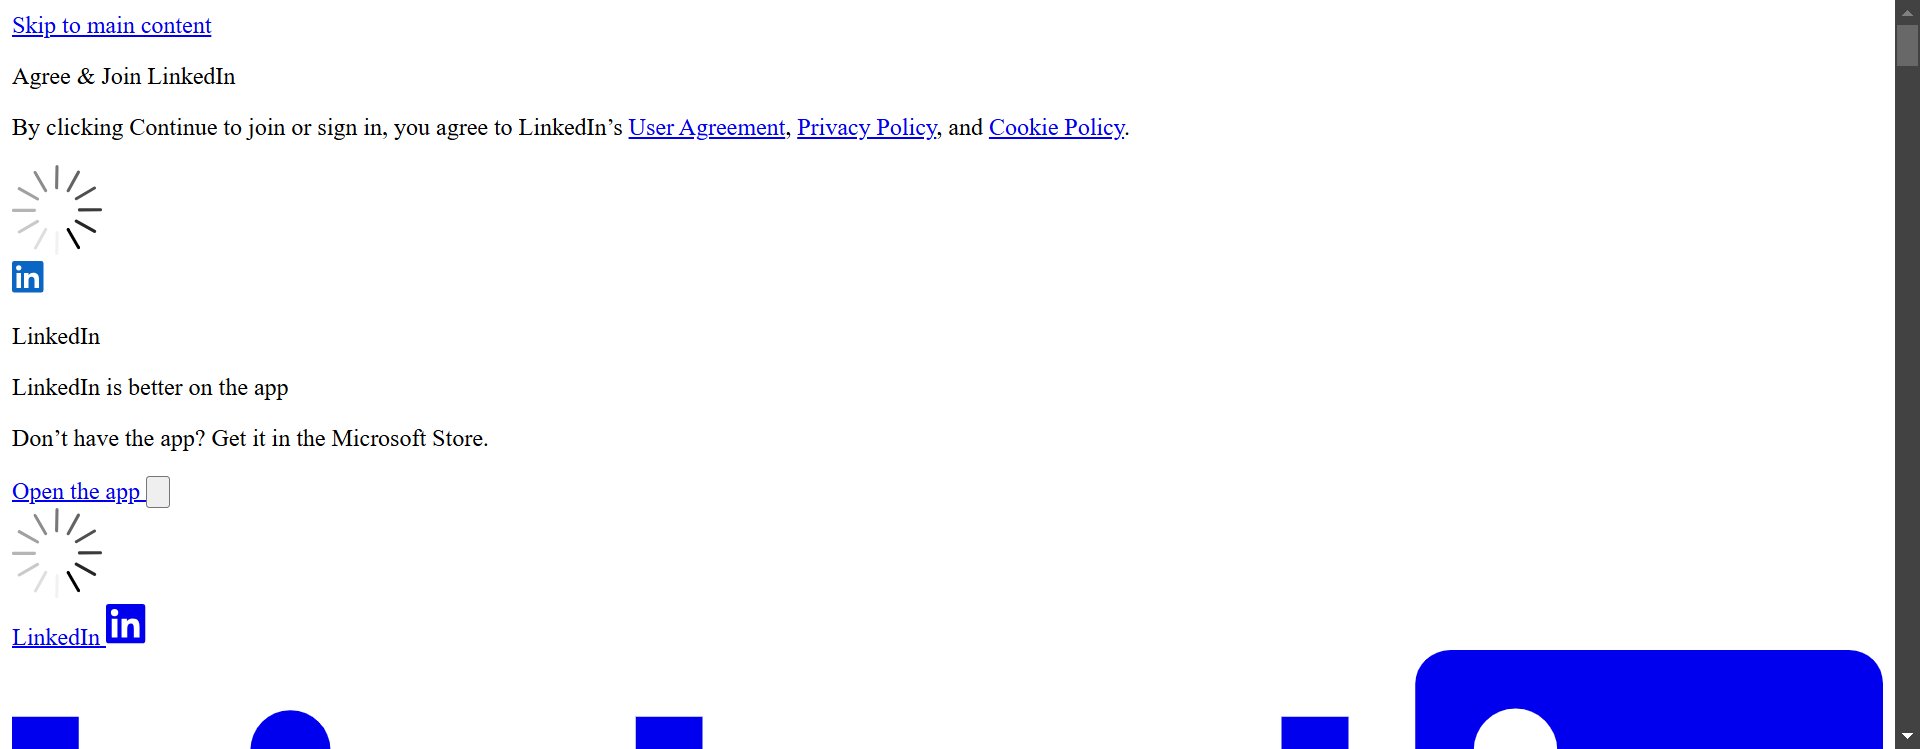 Skip to main content
Agree & Join LinkedIn
By clicking Continue to join or sign in, you agree to LinkedIn’s User Agreement, Privacy Policy, and Cookie Policy.
in
LinkedIn
LinkedIn is better on the app
Don’t have the app? Get it in the Microsoft Store.
Open the app
LinkedIn in